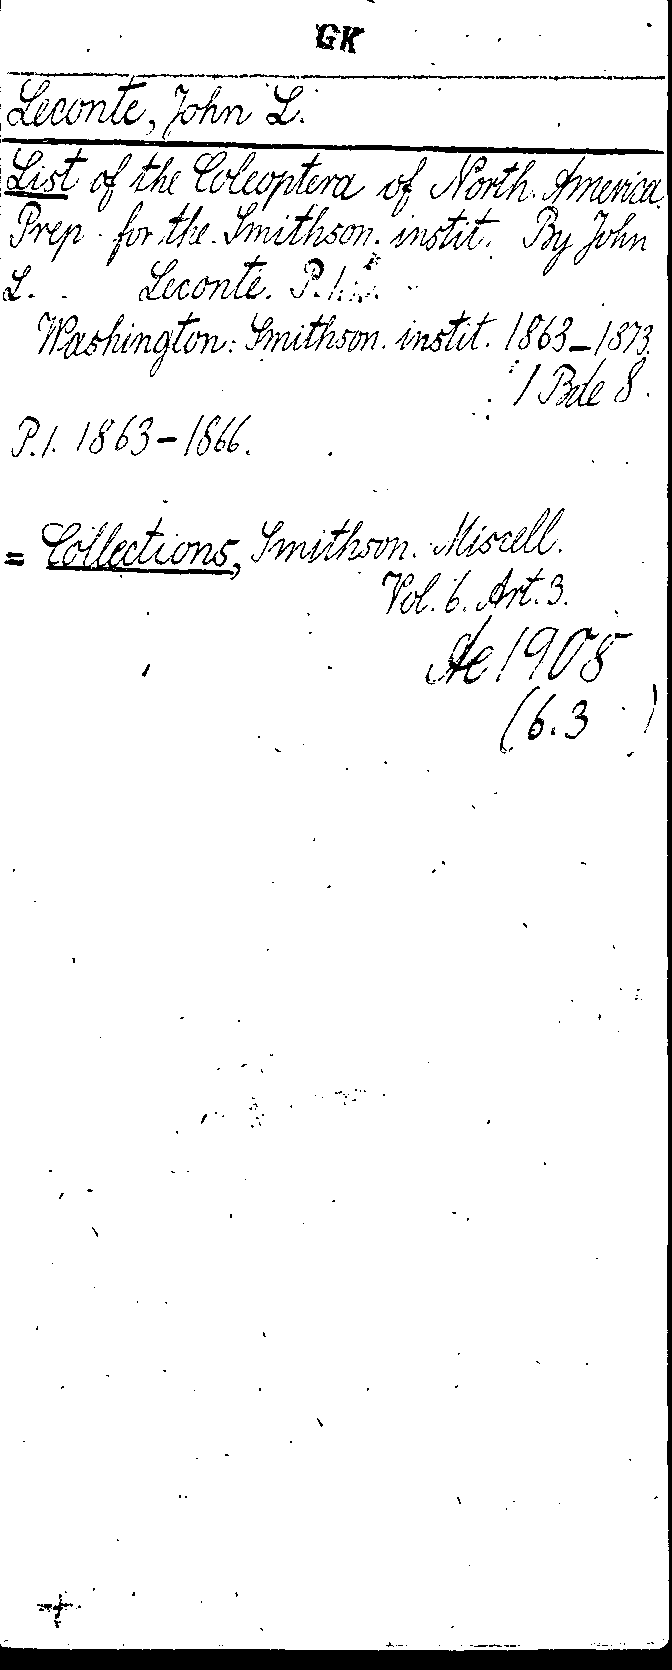 GK
Leconte, John L.
List of the Coleoptera of North America.
Prep. for the Smithson. instit. By John
L. Leconte. P. 1.
Washington: Smithson. instit. 1863-1873.
1 Bde 8.
P. 1. 1863-1866.
= Collections, Smithson. Miscell.
Vol. 6. Art. 3.
Ae 1908
(6.3 )